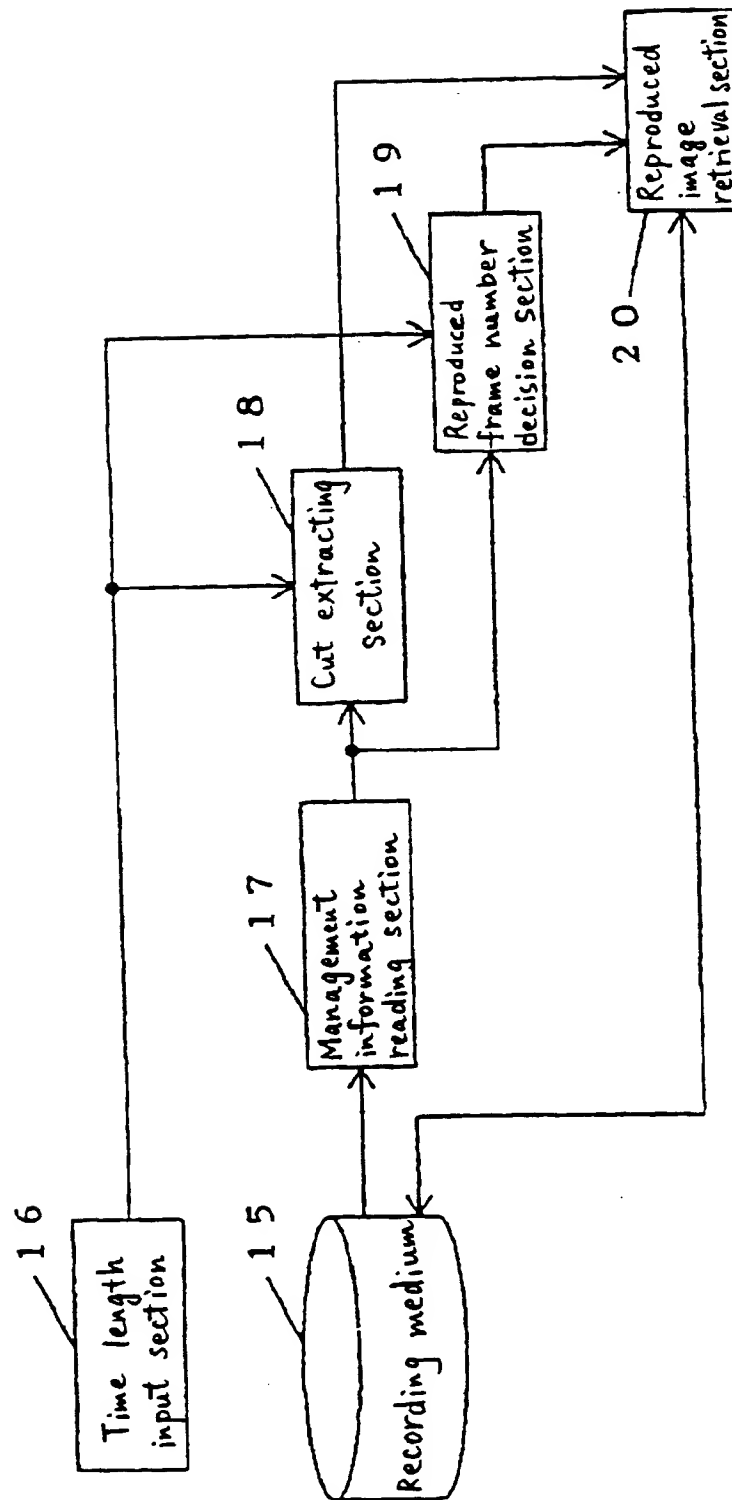 16
Time length
input section
15
Recording medium
17
Management
information
reading section
18
Cut extracting
section
19
Reproduced
frame number
decision section
20
Reproduced
image
retrieval section